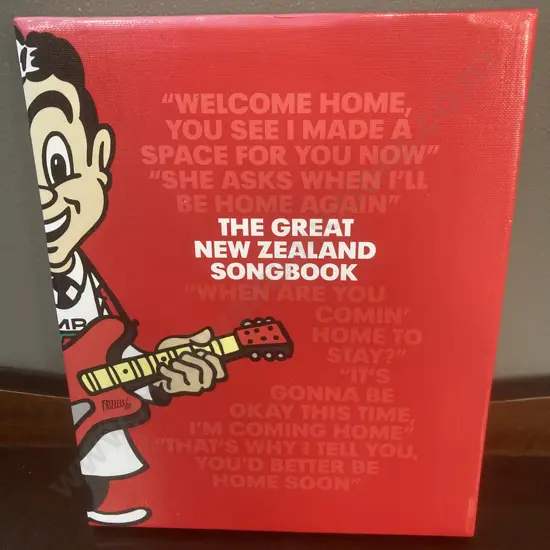 "WELCOME HOME,
YOU SEE I MADE A
SPACE FOR YOU NOW"
"SHE ASKS WHEN I'LL
BE HOME AGAIN"
THE GREAT
NEW ZEALAND
SONGBOOK
"WHEN ARE YOU
COMIN'
HOME TO
STAY?"
"IT'S
GONNA BE
OKAY THIS TIME,
I'M COMING HOME"
"THAT'S WHY I TELL YOU,
YOU'D BETTER BE
HOME SOON"
MB
FRIZZELL